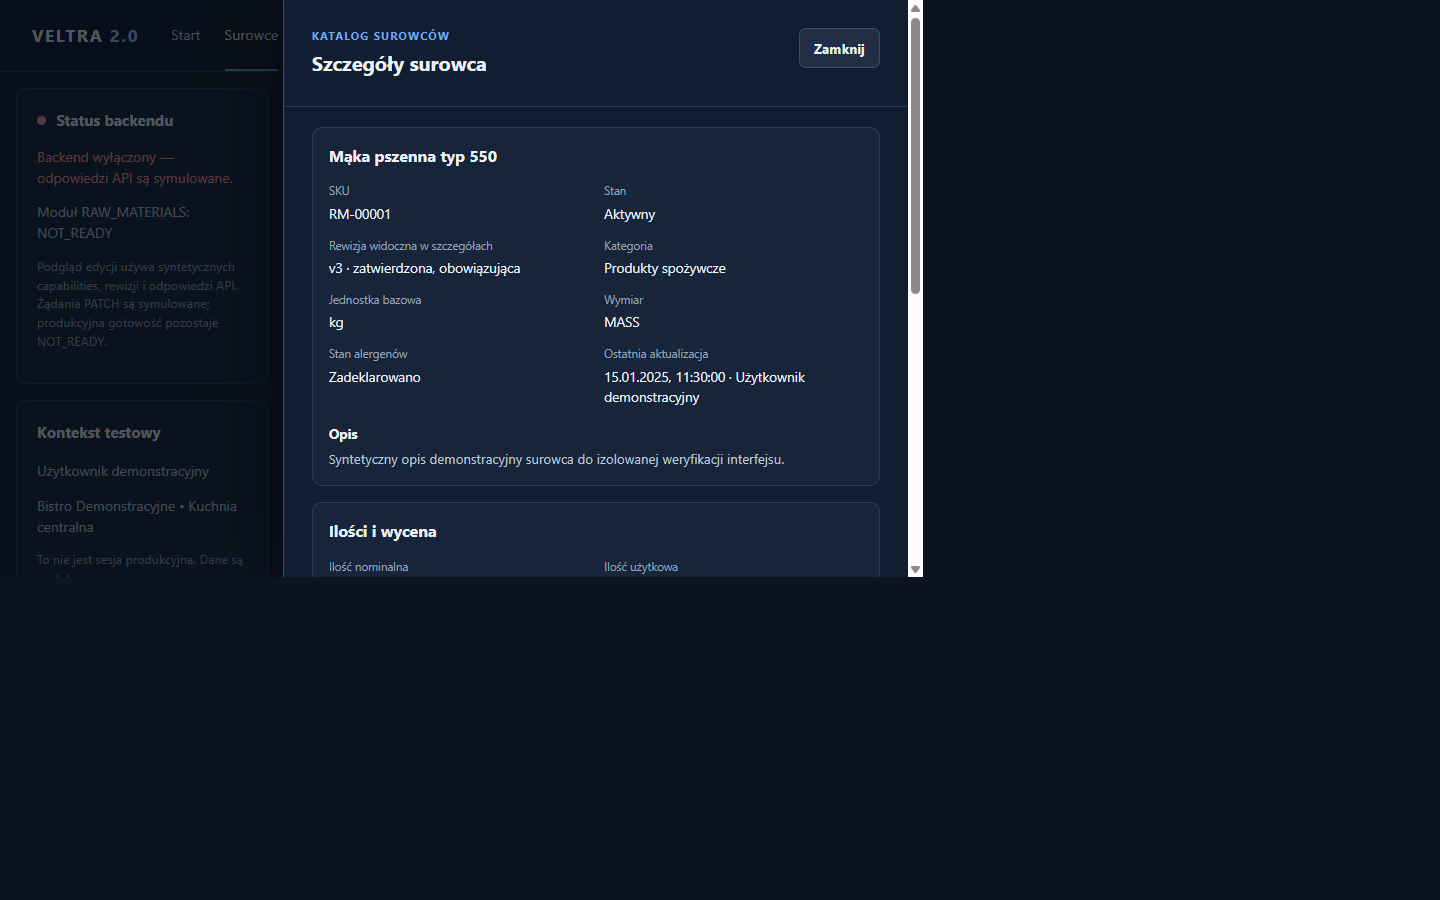 VELTRA 2.0
Start
Surowce
Status backendu
Backend wyłączony —
odpowiedzi API są symulowane.
Moduł RAW_MATERIALS:
NOT_READY
Podgląd edycji używa syntetycznych
capabilities, rewizji i odpowiedzi API.
Żądania PATCH są symulowane;
produkcyjna gotowość pozostaje
NOT_READY.
Kontekst testowy
Użytkownik demonstracyjny
Bistro Demonstracyjne • Kuchnia
centralna
To nie jest sesja produkcyjna. Dane są
KATALOG SUROWCÓW
Szczegóły surowca
Zamknij
Mąka pszenna typ 550
SKU
RM-00001
Stan
Aktywny
Rewizja widoczna w szczegółach
v3 · zatwierdzona, obowiązująca
Kategoria
Produkty spożywcze
Jednostka bazowa
kg
Wymiar
MASS
Stan alergenów
Zadeklarowano
Ostatnia aktualizacja
15.01.2025, 11:30:00 · Użytkownik
demonstracyjny
Opis
Syntetyczny opis demonstracyjny surowca do izolowanej weryfikacji interfejsu.
Ilości i wycena
Ilość nominalna
Ilość użytkowa